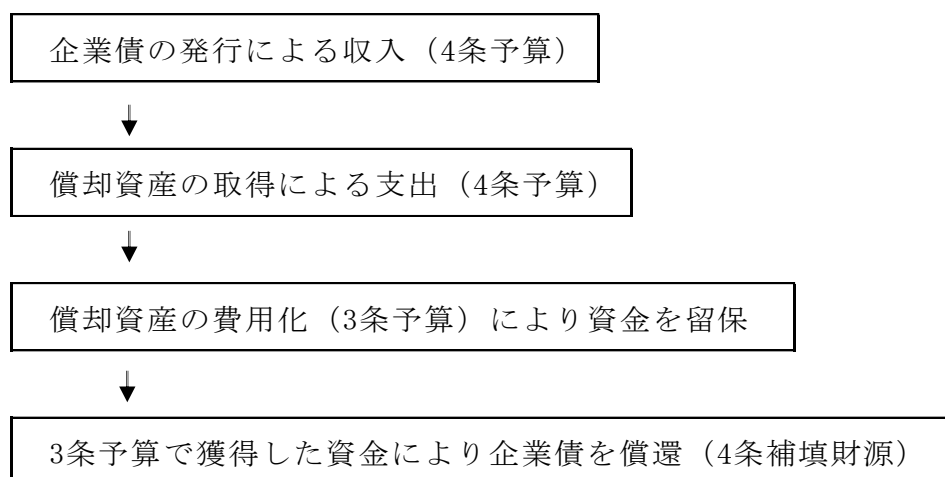 企業債の発行による収入（4条予算）
償却資産の取得による支出（4条予算）
償却資産の費用化（3条予算）により資金を留保
3条予算で獲得した資金により企業債を償還（4条補填財源）